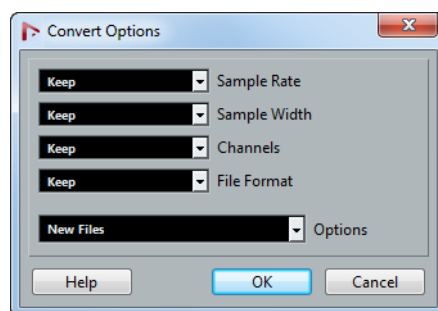 Convert Options
Keep Sample Rate
Keep Sample Width
Keep Channels
Keep File Format
New Files Options
Help OK Cancel